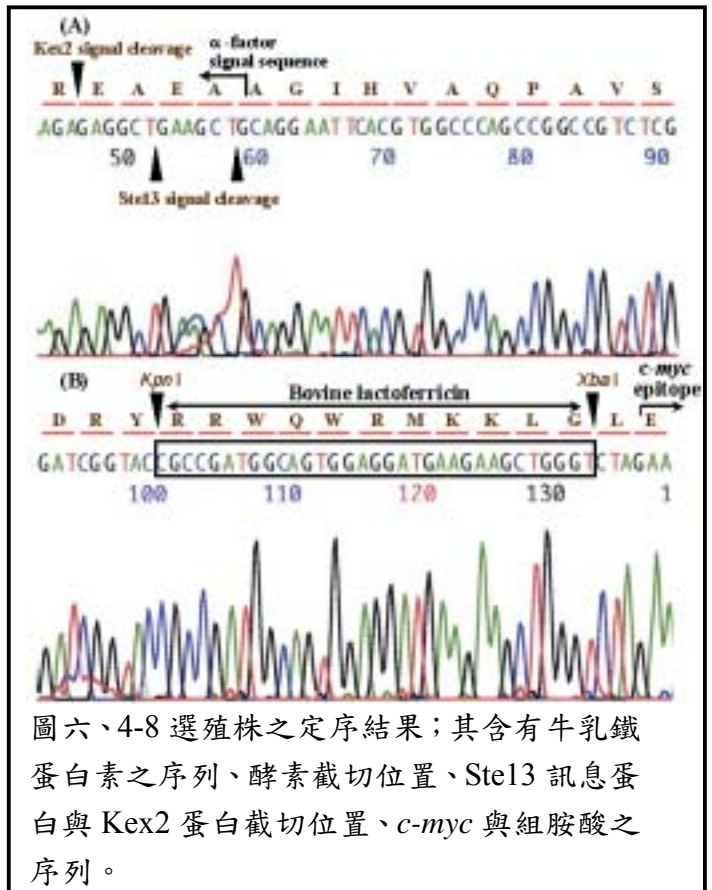 (A)
Kex2 signal cleavage
α-factor
signal sequence
R E A E A A G I H V A Q P A V S
AGAGAGGCTGAAGCTGCAGGAATTCACGTGGCCCAGCCGGCCGTCTCG
50 60 70 80 90
Ste13 signal cleavage
(B)
KpnI
Bovine lactoferricin
XbaI
c-myc
epitope
D R Y R R W Q W R M K K L G L E
GATCGGTACCGCCGATGGCAGTGGAGGATGAAGAAGCTGGGTCTAGAA
100 110 120 130 1
圖六、4-8 選殖株之定序結果；其含有牛乳鐵
蛋白素之序列、酵素截切位置、Ste13 訊息蛋
白與 Kex2 蛋白截切位置、c-myc 與組胺酸之
序列。